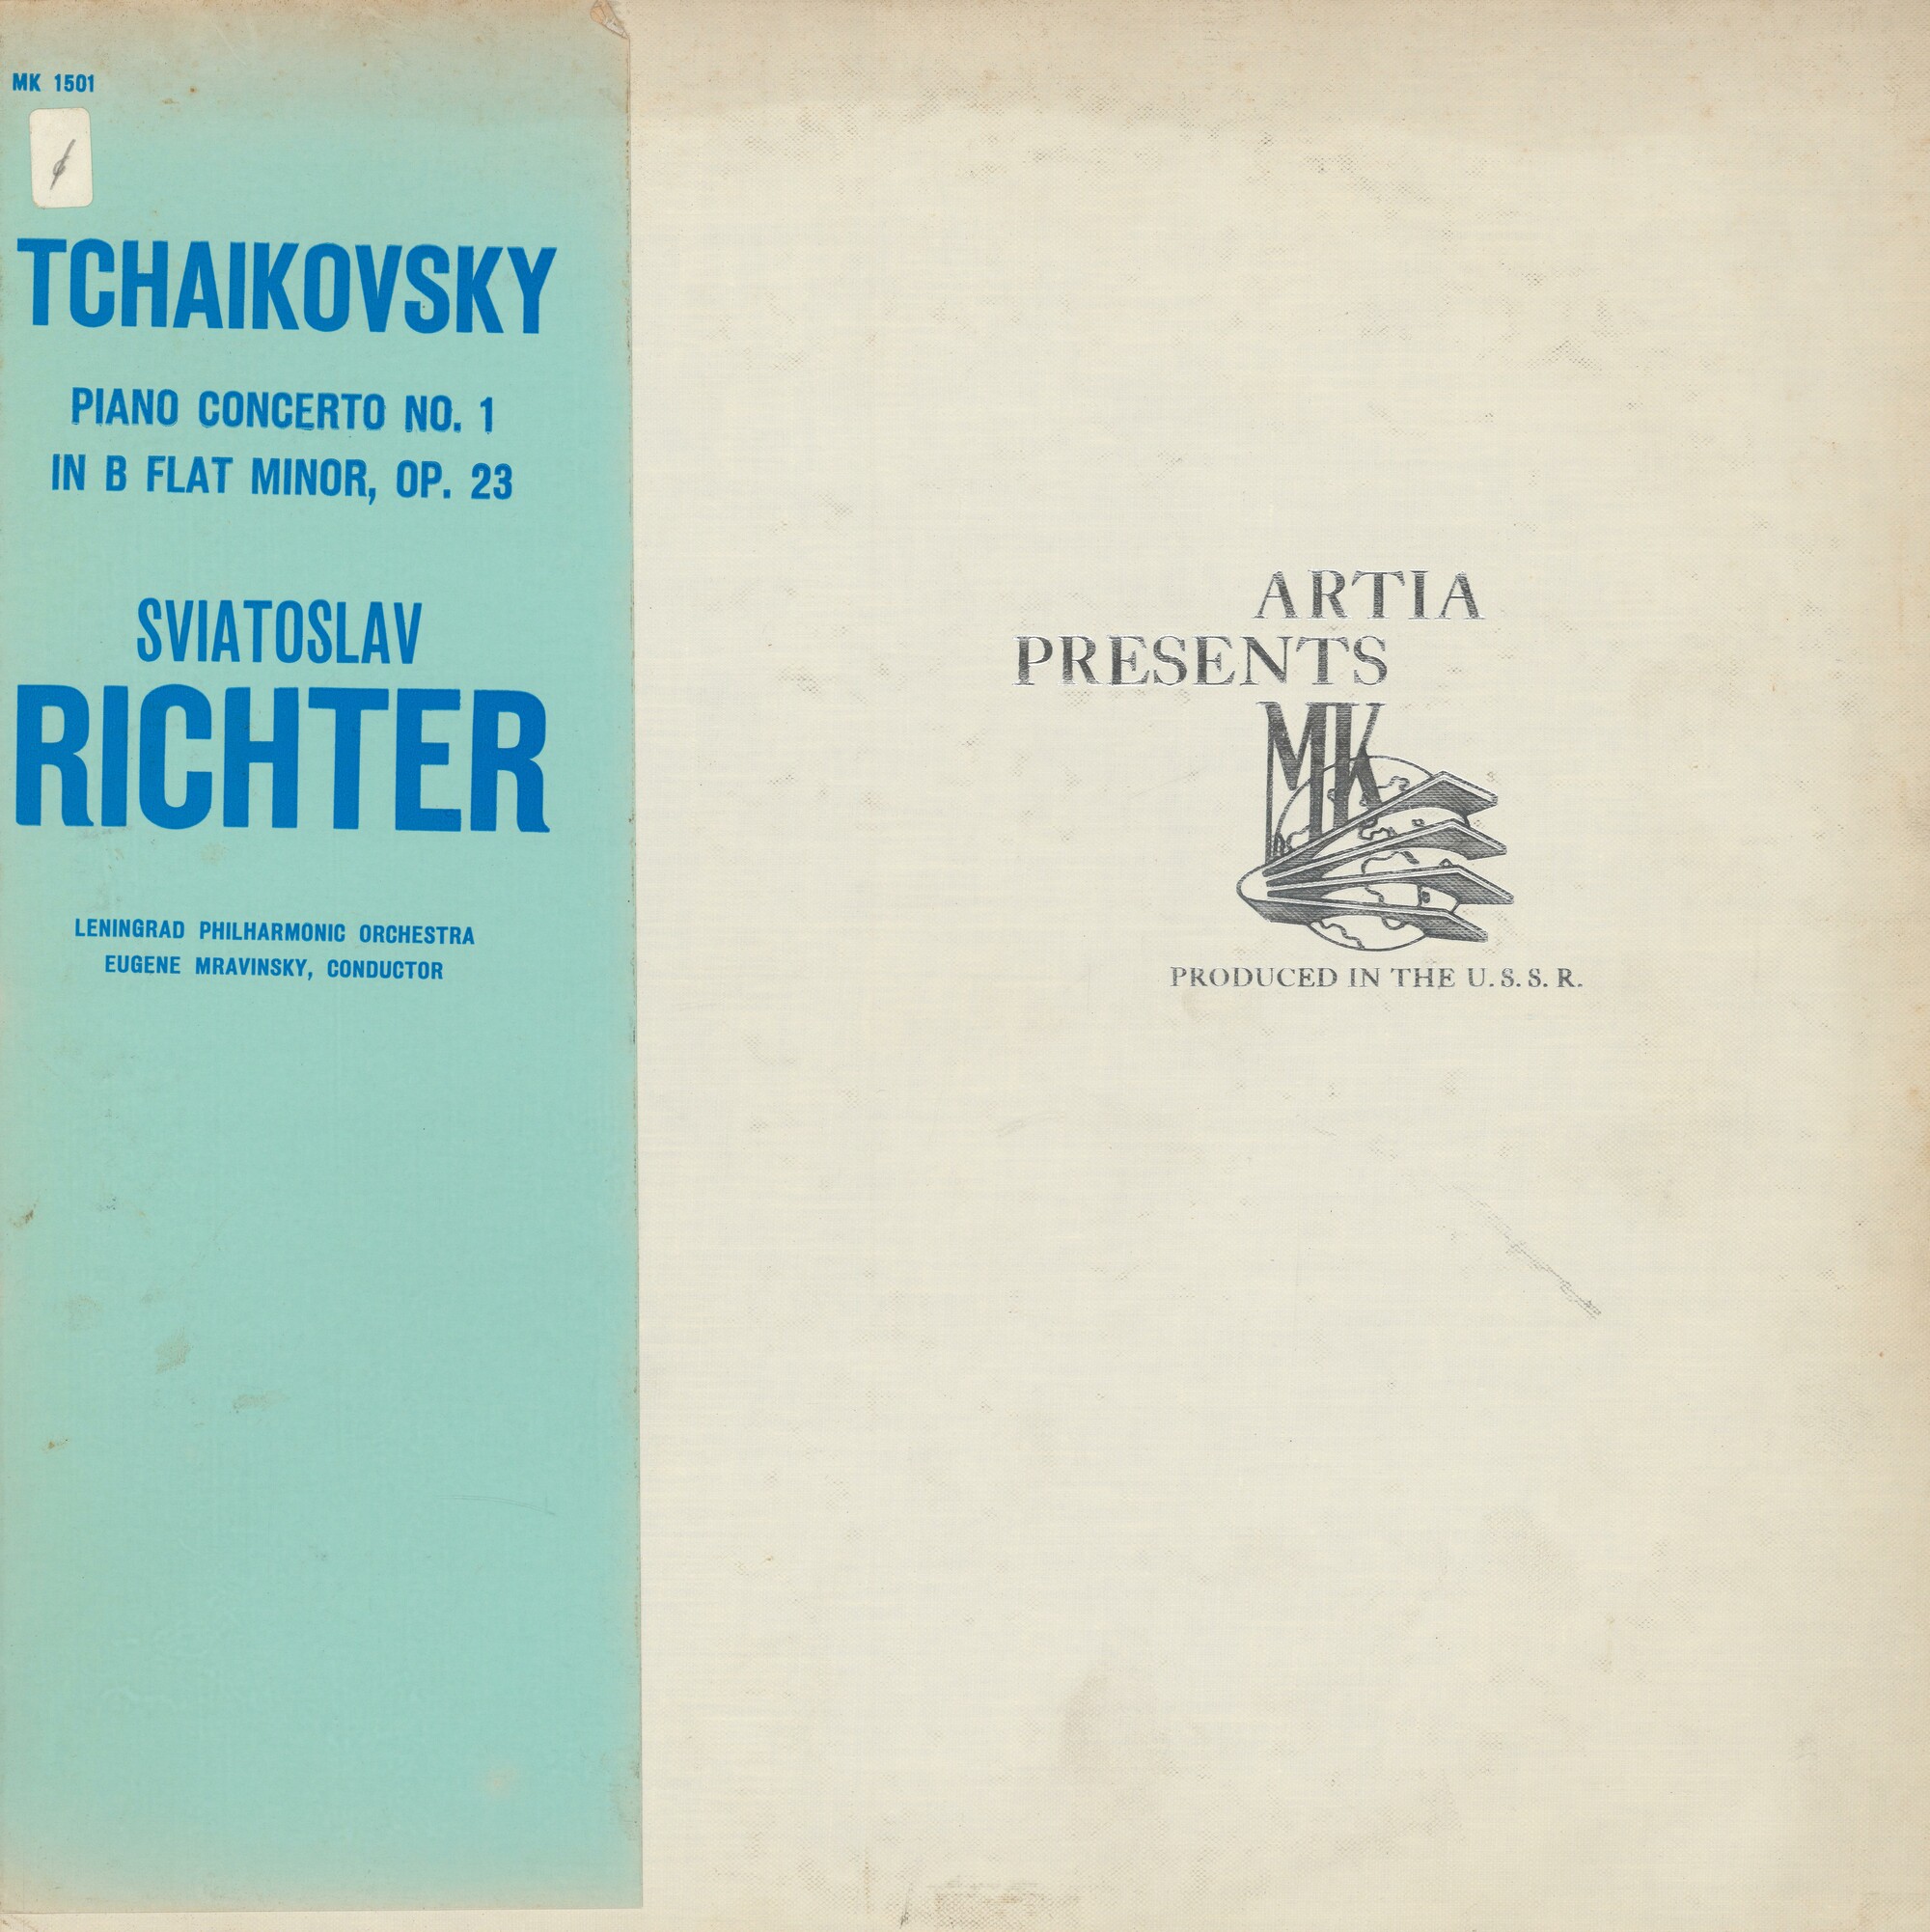 MK 1501
TCHAIKOVSKY
PIANO CONCERTO NO. 1
IN B FLAT MINOR, OP. 23
SVIATOSLAV
RICHTER
LENINGRAD PHILHARMONIC ORCHESTRA
EUGENE MRAVINSKY, CONDUCTOR
ARTIA
PRESENTS
MK
PRODUCED IN THE U.S.S.R.